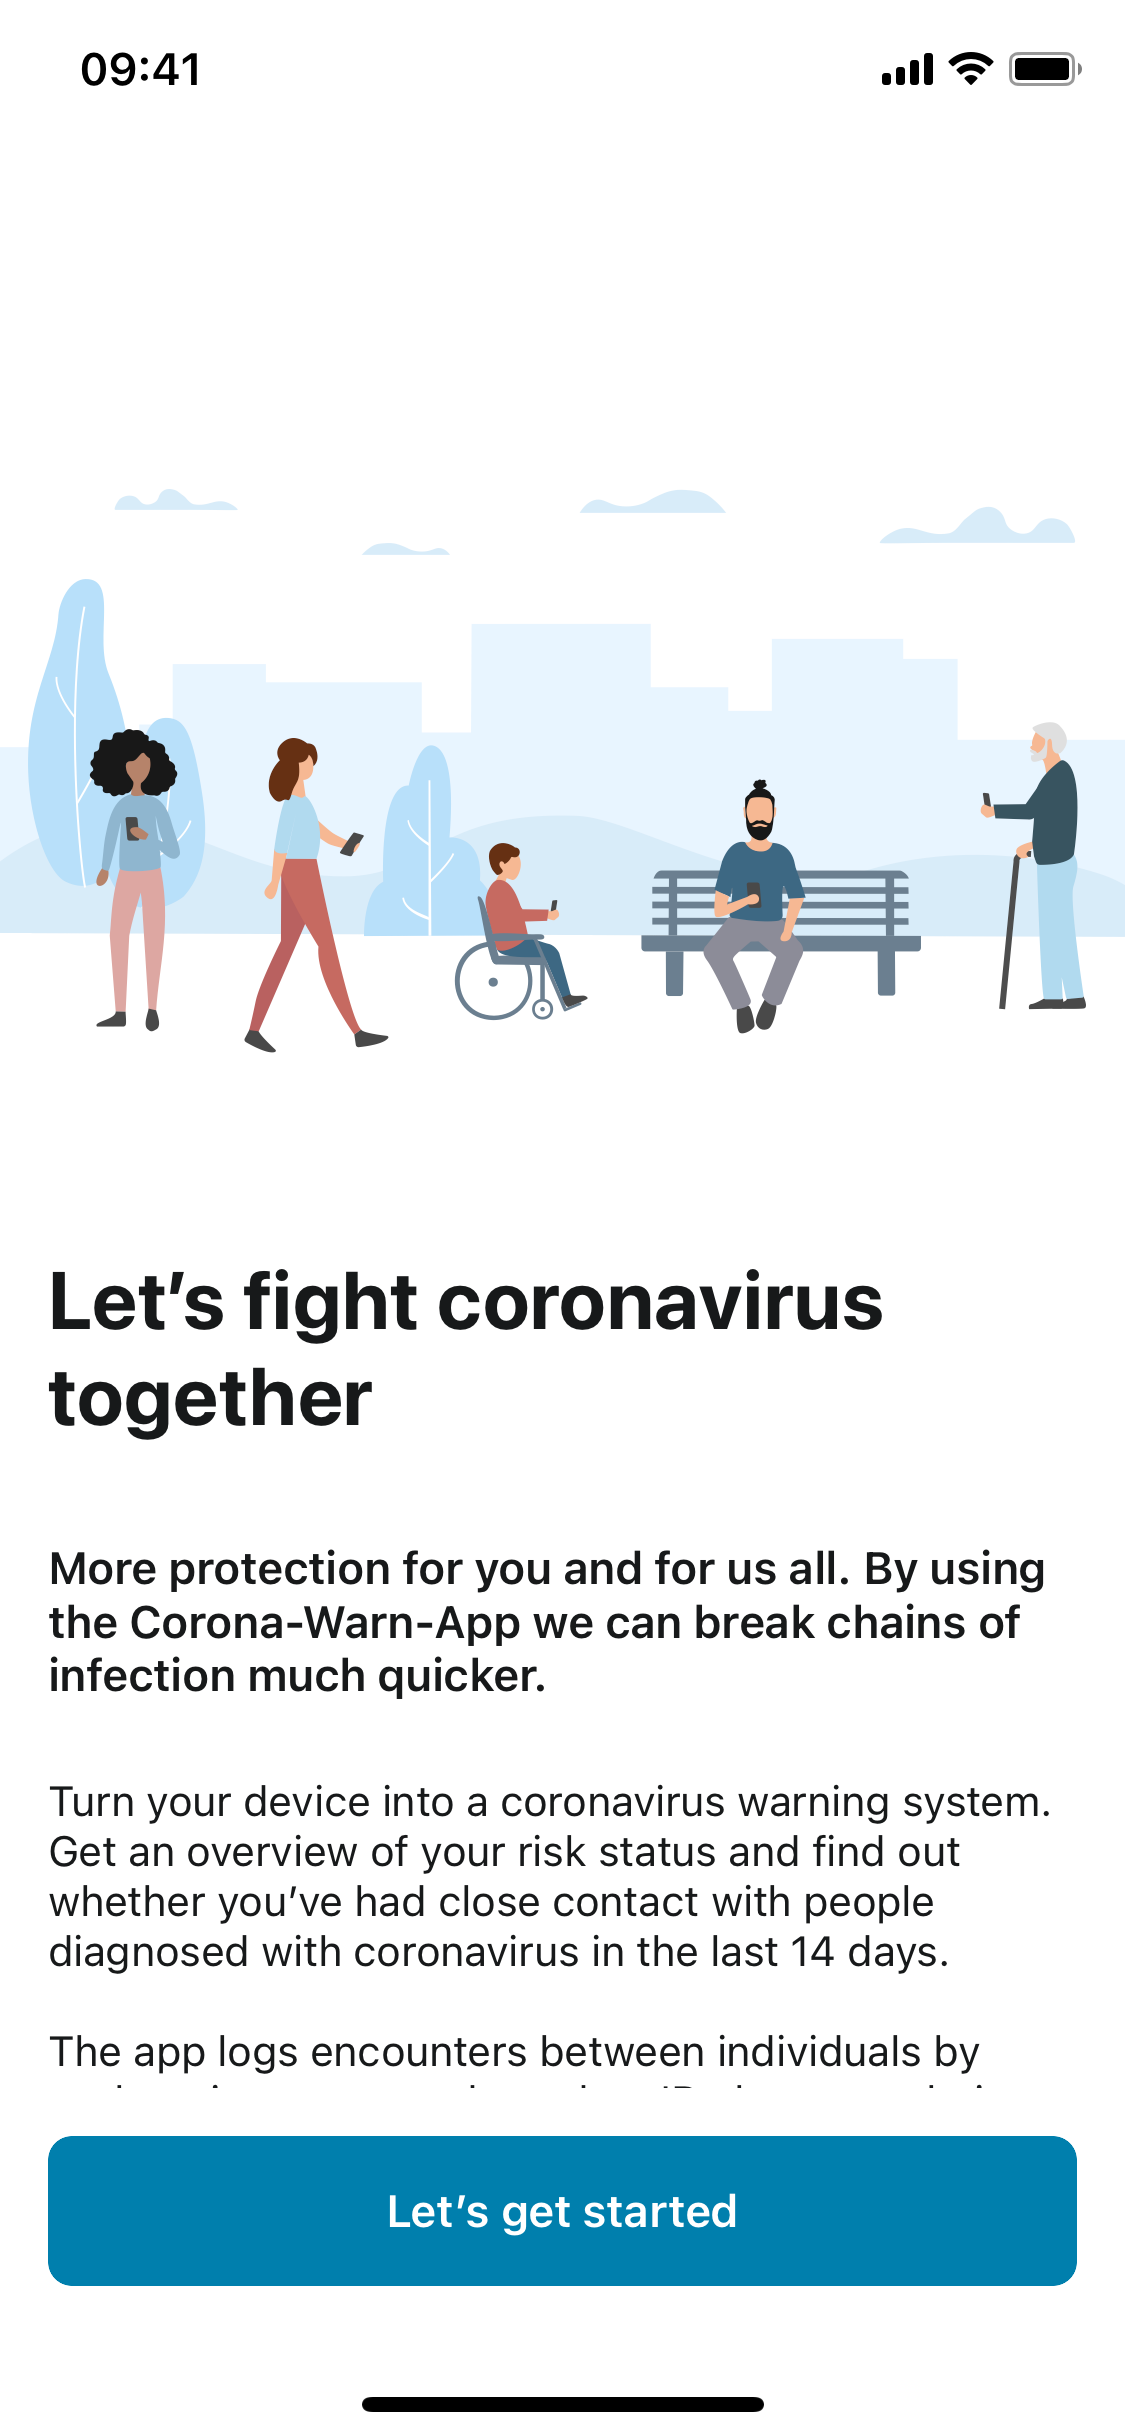 09:41
Let’s fight coronavirus
together
More protection for you and for us all. By using
the Corona-Warn-App we can break chains of
infection much quicker.
Turn your device into a coronavirus warning system.
Get an overview of your risk status and find out
whether you’ve had close contact with people
diagnosed with coronavirus in the last 14 days.
The app logs encounters between individuals by
Let’s get started